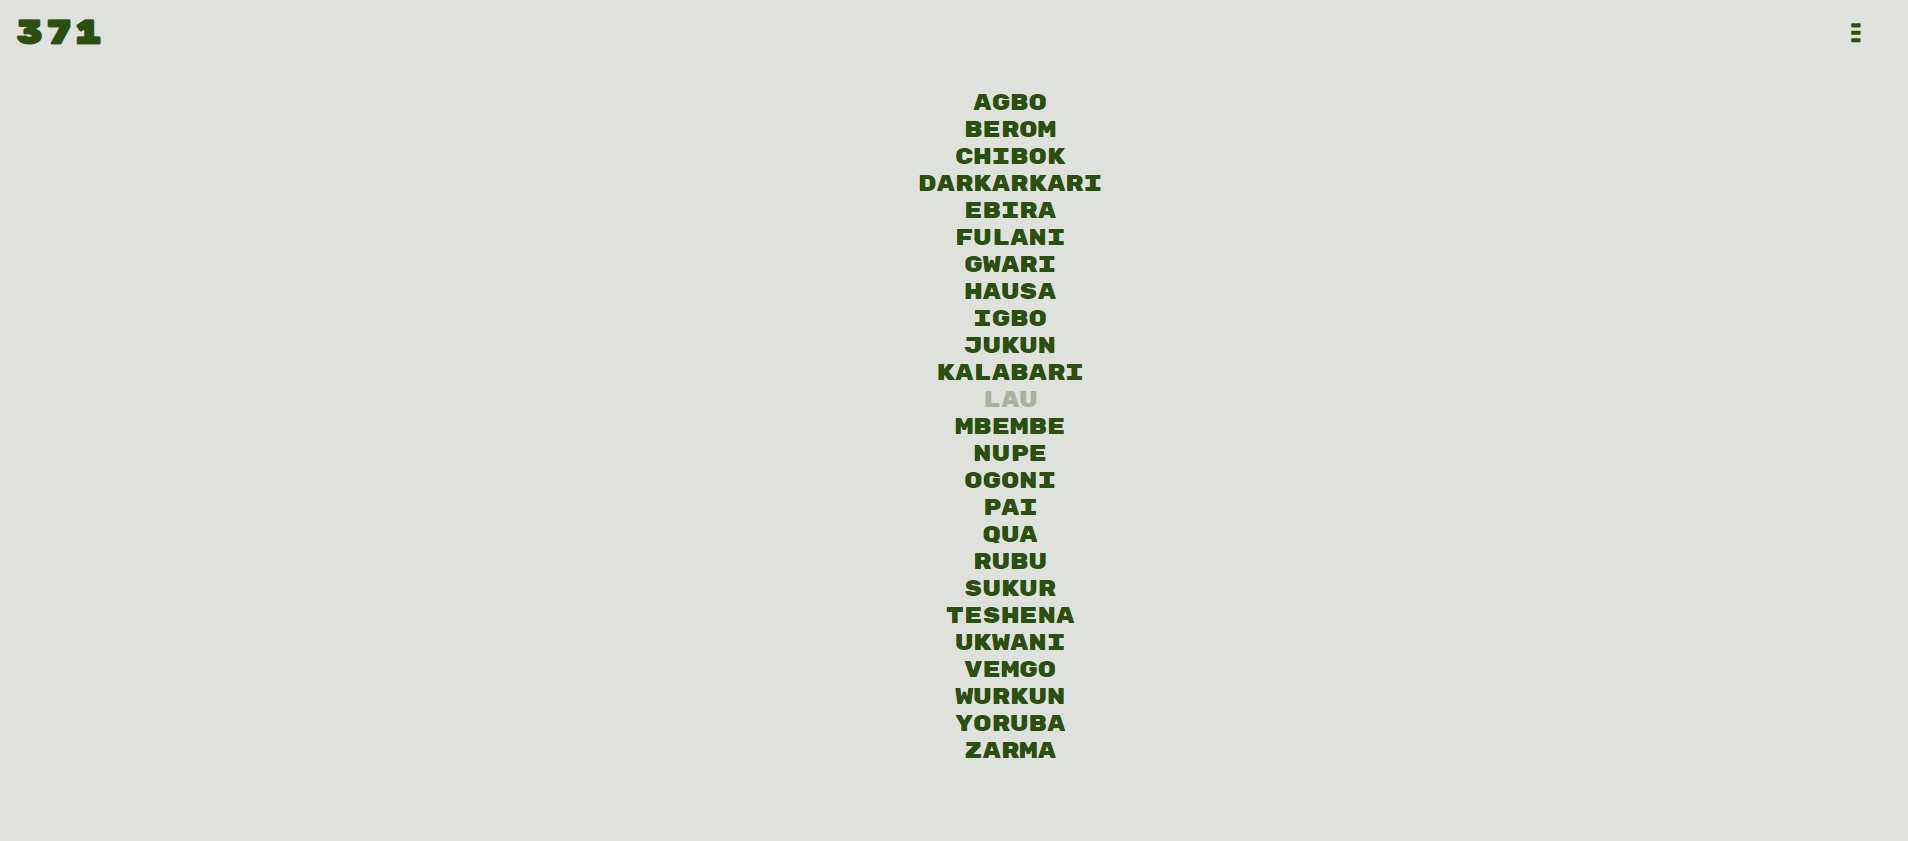 371
AGBO
BEROM
CHIBOK
DARKARKARI
EBIRA
FULANI
GWARI
HAUSA
IGBO
JUKUN
KALABARI
LAU
MBEMBE
NUPE
OGONI
PAI
QUA
RUBU
SUKUR
TESHENA
UKWANI
VEMGO
WURKUN
YORUBA
ZARMA